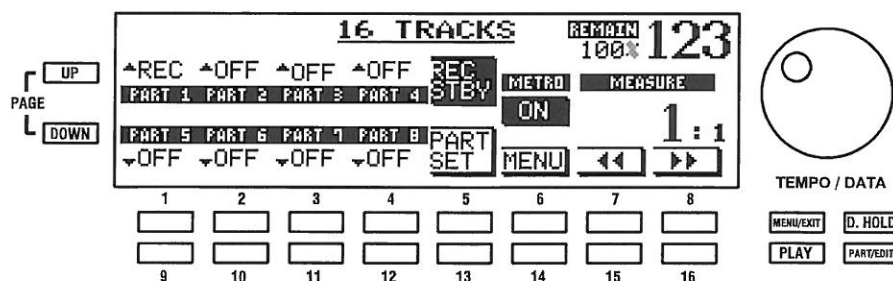 16 TRACKS
REMAIN
100%
123
UP
PAGE
DOWN
REC OFF OFF OFF
PART 1 PART 2 PART 3 PART 4
REC
STBY
METRO
ON
MEASURE
1 : 1
PART 5 PART 6 PART 7 PART 8
OFF OFF OFF OFF
PART
SET
MENU
1 2 3 4 5 6 7 8
9 10 11 12 13 14 15 16
TEMPO / DATA
MENU/EXIT D. HOLD
PLAY PART/EDIT